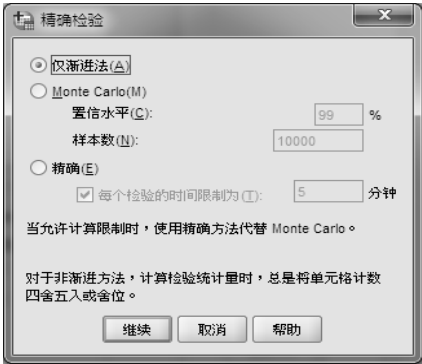 精确检验
仅渐进法(A)
Monte Carlo(M)
置信水平(C): 99 %
样本数(N): 10000
精确(E)
每个检验的时间限制为(T): 5 分钟
当允许计算限制时，使用精确方法代替 Monte Carlo。
对于非渐进方法，计算检验统计量时，总是将单元格计数
四舍五入或舍位。
继续 取消 帮助